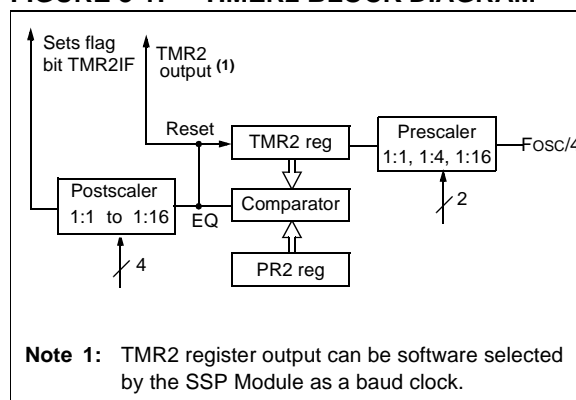 Sets flag
bit TMR2IF
TMR2
output (1)
Reset
TMR2 reg
Prescaler
1:1, 1:4, 1:16
FOSC/4
2
Postscaler
1:1 to 1:16
EQ
Comparator
4
PR2 reg
Note 1: TMR2 register output can be software selected
by the SSP Module as a baud clock.